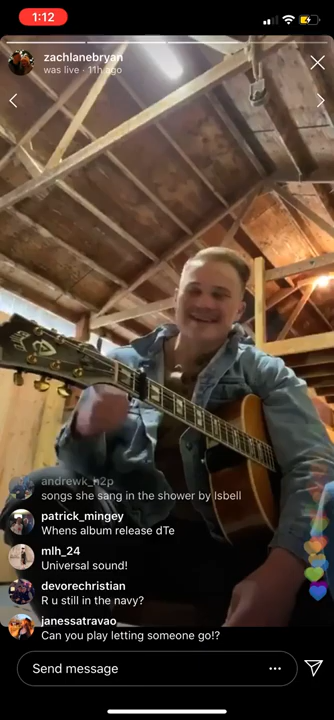 1:12
zachlanebryan
was live · 11h ago
andrewk_h2p
songs she sang in the shower by Isbell
patrick_mingey
Whens album release dTe
mlh_24
Universal sound!
devorechristian
R u still in the navy?
janessatravao
Can you play letting someone go!?
Send message